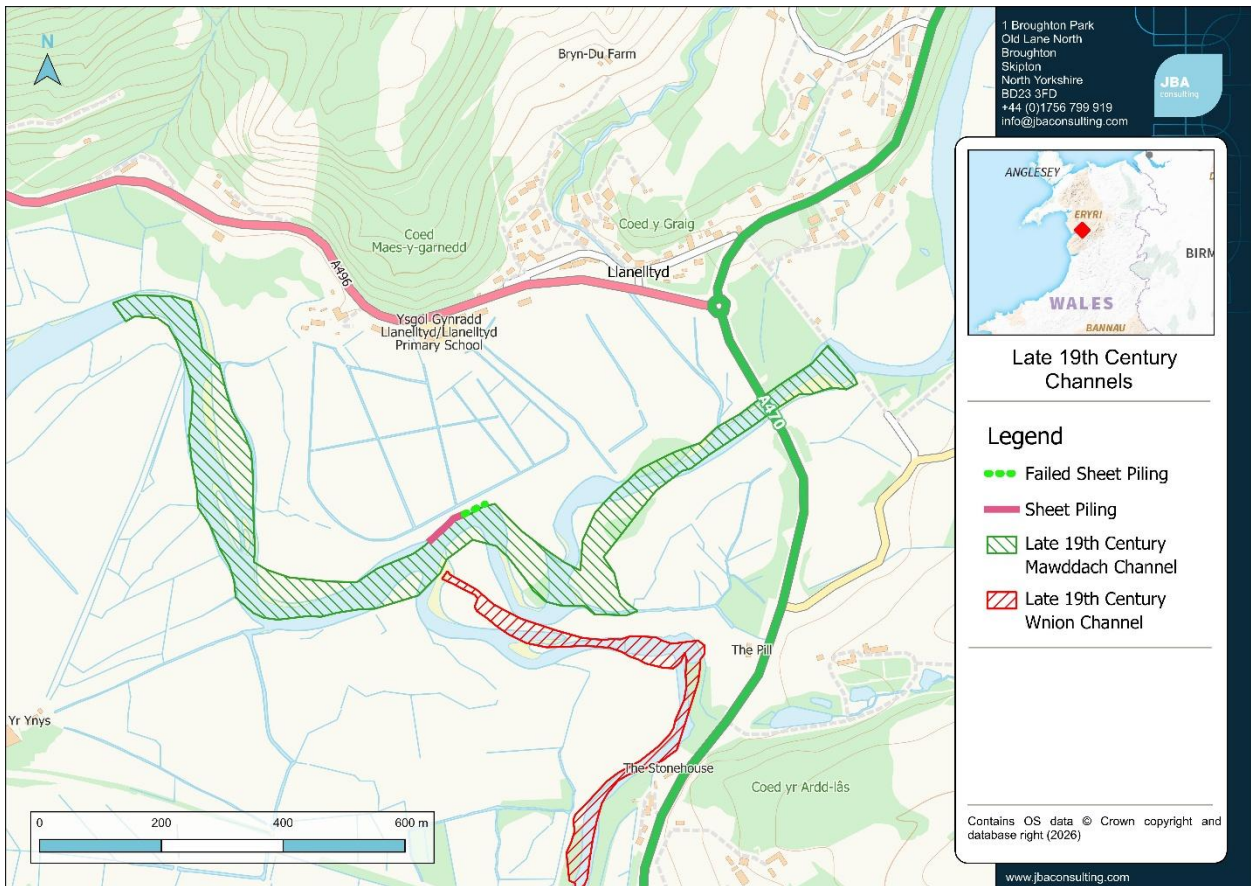 N
Bryn-Du Farm
Coed y Graig
Coed
Maes-y-garnedd
A496
Llanelltyd
Ysgol Gynradd
Llanelltyd/Llanelltyd
Primary School
A470
The Pill
Yr Ynys
The Stonehouse
Coed yr Ardd-lâs
0 200 400 600 m
1 Broughton Park
Old Lane North
Broughton
Skipton
North Yorkshire
BD23 3FD
+44 (0)1756 799 919
info@jbaconsulting.com
JBA
consulting
ANGLESEY
ERYRI
BIRM
WALES
BANNAU
Late 19th Century
Channels
Legend
Failed Sheet Piling
Sheet Piling
Late 19th Century
Mawddach Channel
Late 19th Century
Wnion Channel
Contains OS data © Crown copyright and
database right (2026)
www.jbaconsulting.com